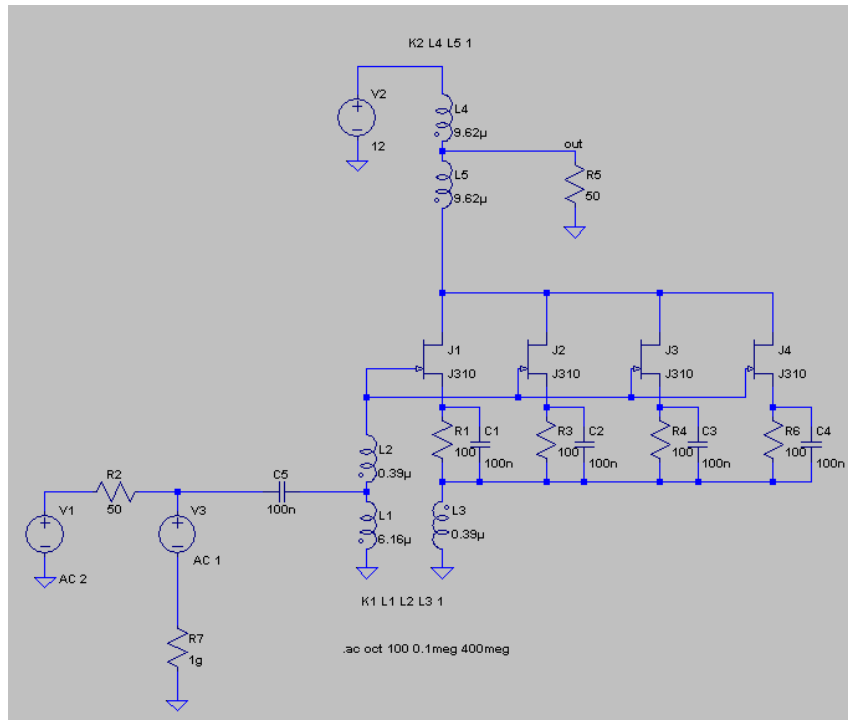 K2 L4 L5 1
V2
12
L4
9.62µ
out
L5
9.62µ
R5
50
J1
J310
J2
J310
J3
J310
J4
J310
R1
100
C1
100n
R3
100
C2
100n
R4
100
C3
100n
R6
100
C4
100n
L2
0.39µ
R2
50
C5
100n
V1
AC 2
V3
AC 1
L1
6.16µ
L3
0.39µ
K1 L1 L2 L3 1
R7
1g
.ac oct 100 0.1meg 400meg